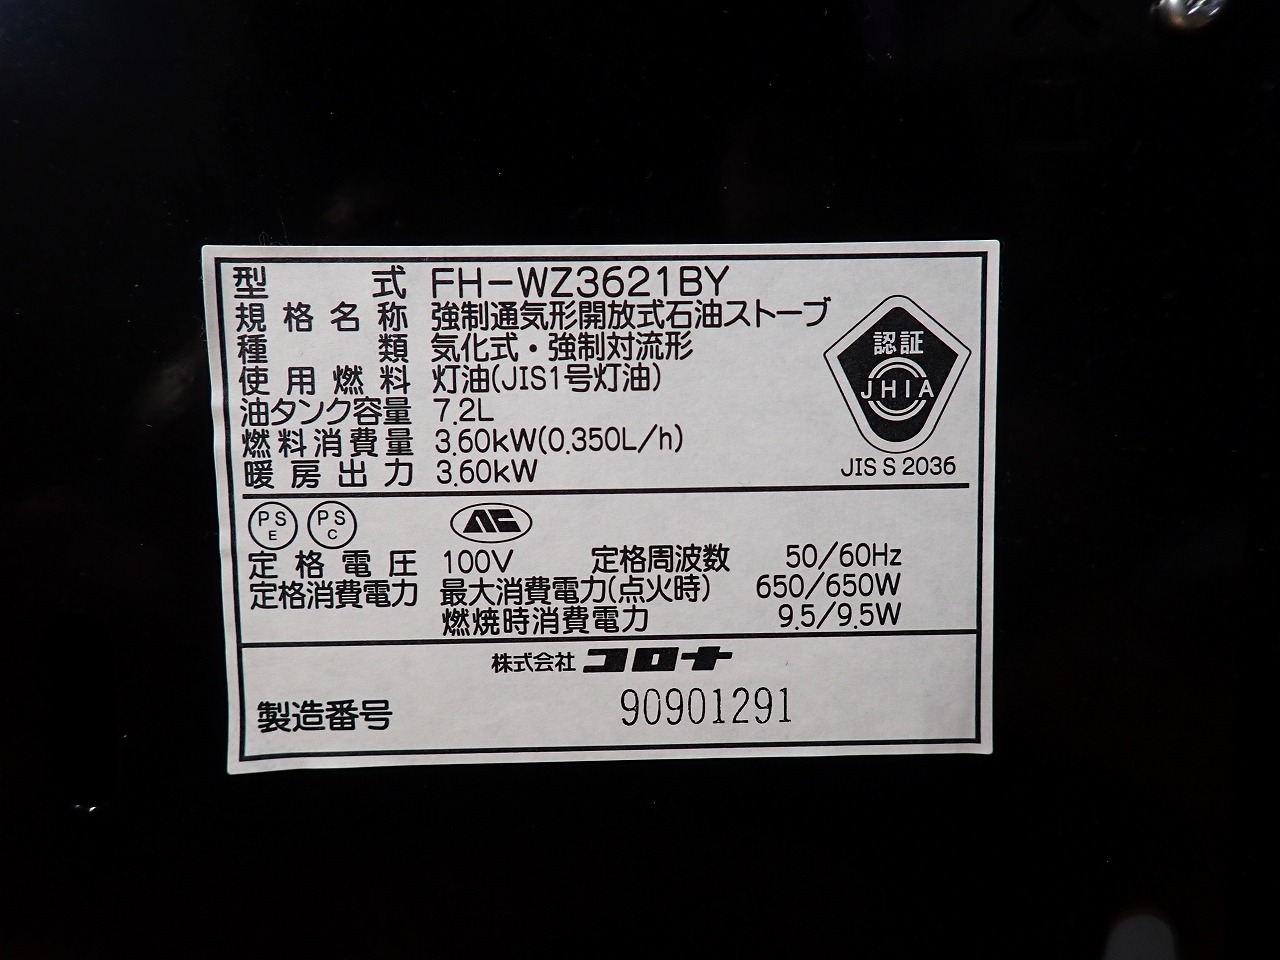 型式 FH-WZ3621BY
規格名称 強制通気形開放式石油ストーブ
種類 気化式・強制対流形
使用燃料 灯油(JIS1号灯油)
油タンク容量 7.2L
燃料消費量 3.60kW(0.350L/h)
暖房出力 3.60kW
認証
JHIA
JIS S 2036
PS E PS C
定格電圧 100V 定格周波数 50/60Hz
定格消費電力 最大消費電力(点火時) 650/650W
燃焼時消費電力 9.5/9.5W
株式会社 コロナ
製造番号 90901291